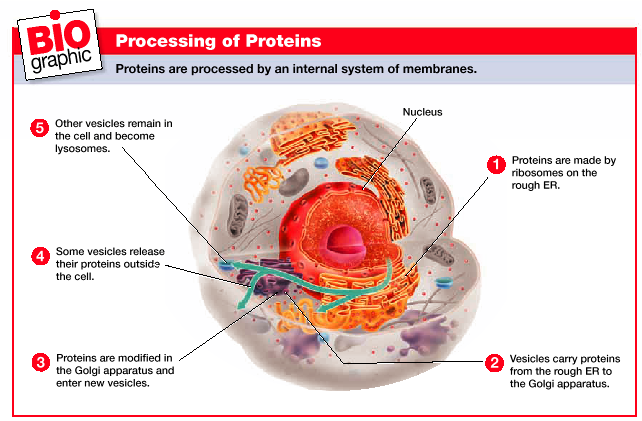 BIO
graphic
Processing of Proteins
Proteins are processed by an internal system of membranes.
Nucleus
1
Proteins are made by
ribosomes on the
rough ER.
2
Vesicles carry proteins
from the rough ER to
the Golgi apparatus.
3
Proteins are modified in
the Golgi apparatus and
enter new vesicles.
4
Some vesicles release
their proteins outside
the cell.
5
Other vesicles remain in
the cell and become
lysosomes.